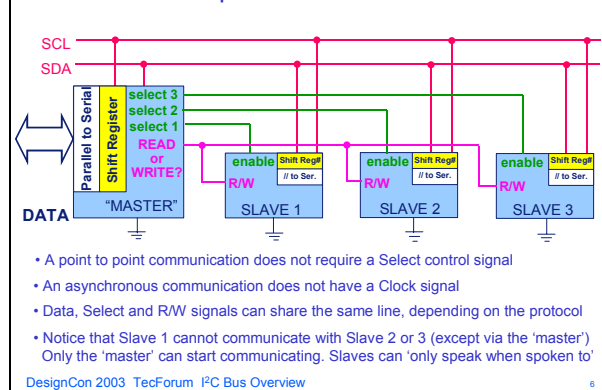 SCL
SDA
Parallel to Serial
Shift Register
select 3
select 2
select 1
READ
or
WRITE?
"MASTER"
DATA
enable
Shift Reg#
// to Ser.
R/W
SLAVE 1
enable
Shift Reg#
// to Ser.
R/W
SLAVE 2
enable
Shift Reg#
// to Ser.
R/W
SLAVE 3
• A point to point communication does not require a Select control signal
• An asynchronous communication does not have a Clock signal
• Data, Select and R/W signals can share the same line, depending on the protocol
• Notice that Slave 1 cannot communicate with Slave 2 or 3 (except via the 'master')
Only the 'master' can start communicating. Slaves can 'only speak when spoken to'
DesignCon 2003 TecForum I²C Bus Overview
6